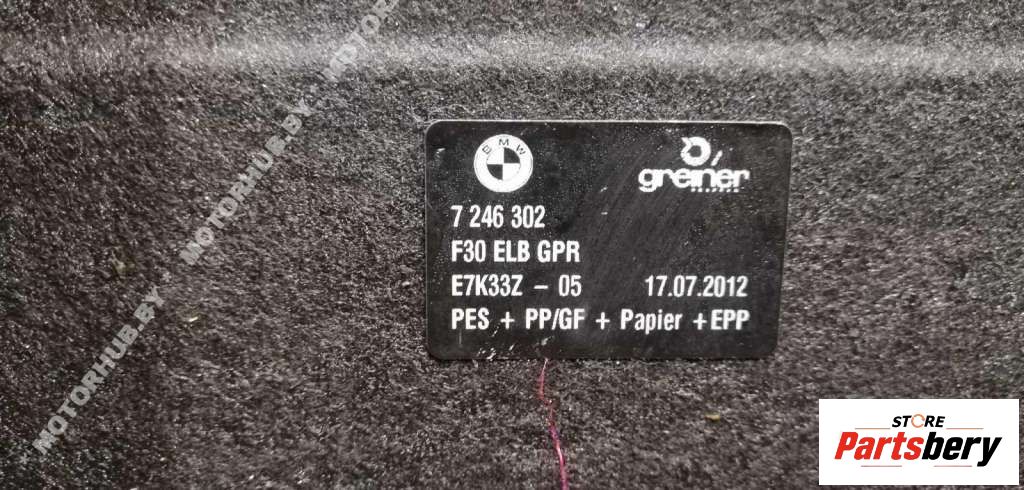 BMW
greiner
7 246 302
F30 ELB GPR
E7K33Z - 05 17.07.2012
PES + PP/GF + Papier + EPP
* MOTORHUB.BY * MOTORHUB.BY * MOTORHUB.BY * MOTORHUB
STORE
Partsbery